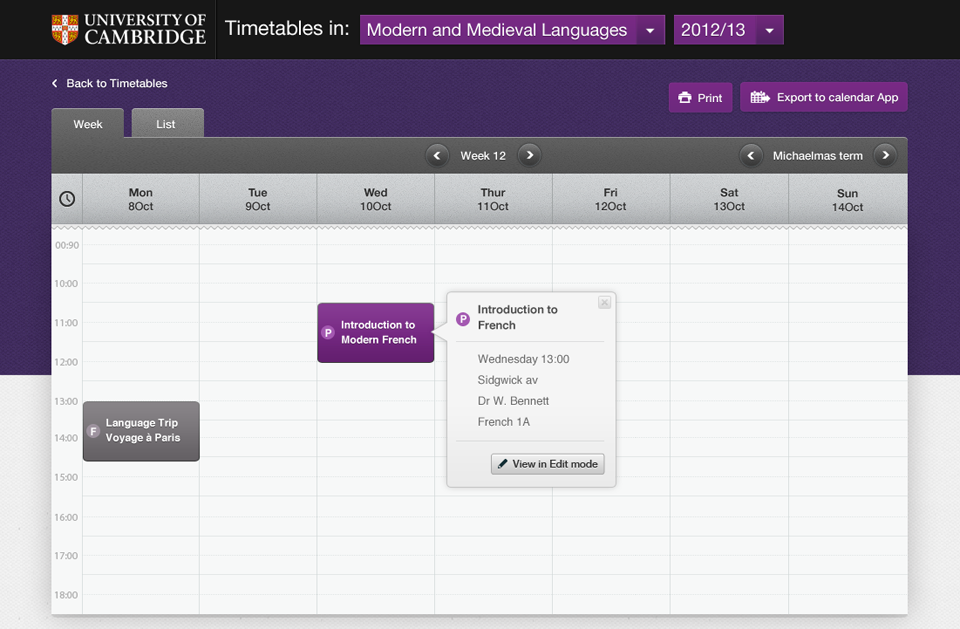 UNIVERSITY OF
CAMBRIDGE
Timetables in:
Modern and Medieval Languages
2012/13
Back to Timetables
Print
Export to calendar App
Week
List
Week 12
Michaelmas term
Mon
8Oct
Tue
9Oct
Wed
10Oct
Thur
11Oct
Fri
12Oct
Sat
13Oct
Sun
14Oct
00:90
10:00
11:00
12:00
13:00
14:00
15:00
16:00
17:00
18:00
P
Introduction to
Modern French
F
Language Trip
Voyage à Paris
P
Introduction to
French
Wednesday 13:00
Sidgwick av
Dr W. Bennett
French 1A
View in Edit mode